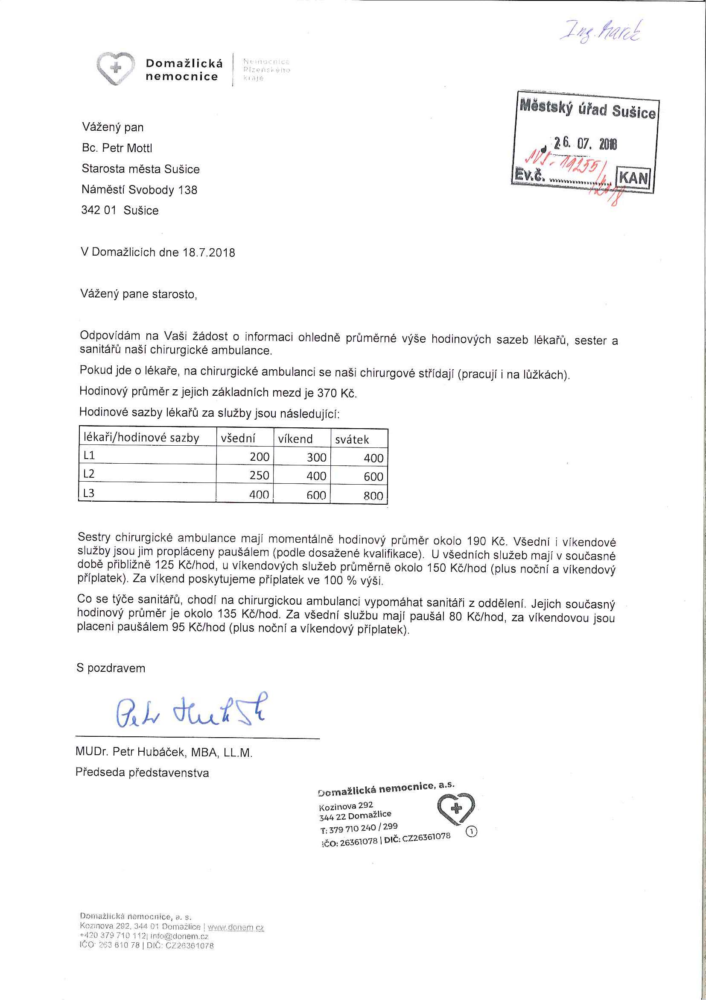 Ing. Marek
Domažlická
nemocnice
Nemocnice
Plzeňského
kraje
Městský úřad Sušice
26. 07. 2018
Ev.č. .................... KAN
Vážený pan
Bc. Petr Mottl
Starosta města Sušice
Náměstí Svobody 138
342 01 Sušice
V Domažlicích dne 18.7.2018
Vážený pane starosto,
Odpovídám na Vaši žádost o informaci ohledně průměrné výše hodinových sazeb lékařů, sester a
sanitářů naší chirurgické ambulance.
Pokud jde o lékaře, na chirurgické ambulanci se naši chirurgové střídají (pracují i na lůžkách).
Hodinový průměr z jejich základních mezd je 370 Kč.
Hodinové sazby lékařů za služby jsou následující:
lékaři/hodinové sazby všední víkend svátek
L1 200 300 400
L2 250 400 600
L3 400 600 800
Sestry chirurgické ambulance mají momentálně hodinový průměr okolo 190 Kč. Všední i víkendové
služby jsou jim propláceny paušálem (podle dosažené kvalifikace). U všedních služeb mají v současné
době přibližně 125 Kč/hod, u víkendových služeb průměrně okolo 150 Kč/hod (plus noční a víkendový
příplatek). Za víkend poskytujeme příplatek ve 100 % výši.
Co se týče sanitářů, chodí na chirurgickou ambulanci vypomáhat sanitáři z oddělení. Jejich současný
hodinový průměr je okolo 135 Kč/hod. Za všední službu mají paušál 80 Kč/hod, za víkendovou jsou
placeni paušálem 95 Kč/hod (plus noční a víkendový příplatek).
S pozdravem
MUDr. Petr Hubáček, MBA, LL.M.
Předseda představenstva
Domažlická nemocnice, a.s.
Kozinova 292
344 22 Domažlice
T: 379 710 240 / 299
IČO: 26361078 | DIČ: CZ26361078
1
Domažlická nemocnice, a. s.
Kozinova 292, 344 01 Domažlice | www.donem.cz
+420 379 710 112| info@donem.cz
IČO: 263 610 78 | DIČ: CZ26361078